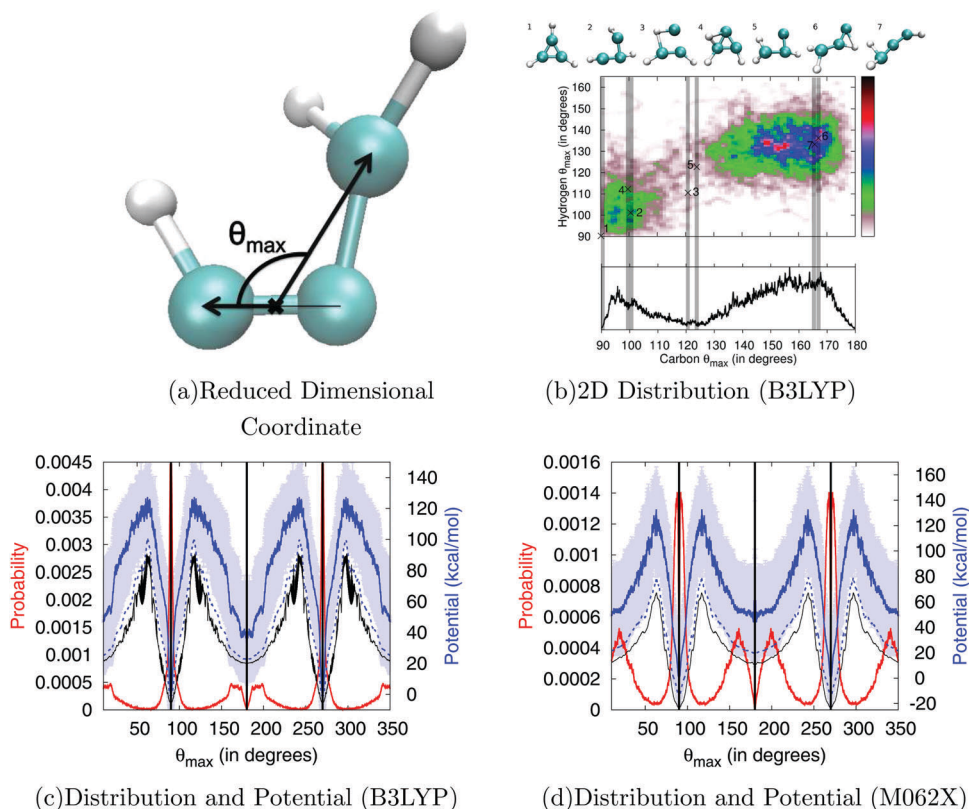 θmax
(a)Reduced Dimensional
Coordinate
1 2 3 4 5 6 7
Hydrogen θmax (in degrees)
160
150
140
130
120
110
100
90
1
2
3
4
5
6
7
90 100 110 120 130 140 150 160 170 180
Carbon θmax (in degrees)
(b)2D Distribution (B3LYP)
Probability
0.0045
0.004
0.0035
0.003
0.0025
0.002
0.0015
0.001
0.0005
0
140
120
100
80
60
40
20
0
Potential (kcal/mol)
50 100 150 200 250 300 350
θmax (in degrees)
(c)Distribution and Potential (B3LYP)
Probability
0.0016
0.0014
0.0012
0.001
0.0008
0.0006
0.0004
0.0002
0
160
140
120
100
80
60
40
20
0
-20
Potential (kcal/mol)
50 100 150 200 250 300 350
θmax (in degrees)
(d)Distribution and Potential (M062X)